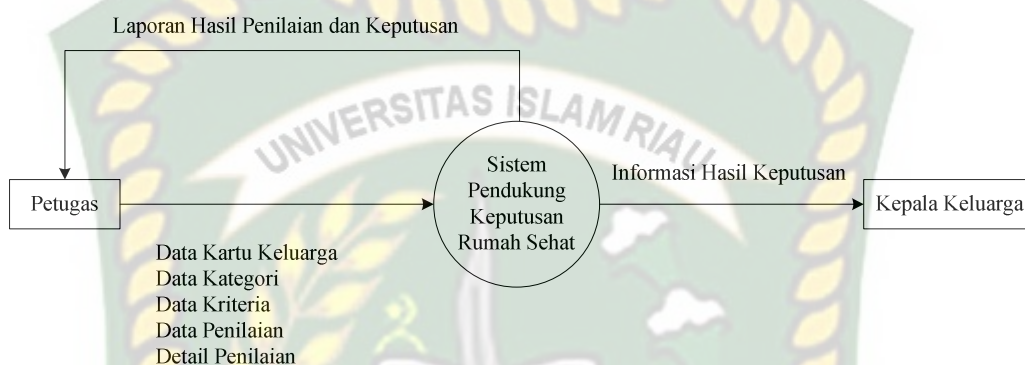 Laporan Hasil Penilaian dan Keputusan
UNIVERSITAS ISLAM RIAU
Sistem
Pendukung
Keputusan
Rumah Sehat
Informasi Hasil Keputusan
Petugas
Kepala Keluarga
Data Kartu Keluarga
Data Kategori
Data Kriteria
Data Penilaian
Detail Penilaian